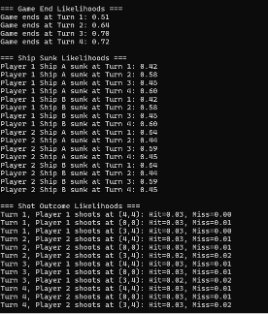 === Game End Likelihoods ===
Game ends at Turn 1: 0.51
Game ends at Turn 2: 0.64
Game ends at Turn 3: 0.70
Game ends at Turn 4: 0.72
=== Ship Sunk Likelihoods ===
Player 1 Ship A sunk at Turn 1: 0.42
Player 1 Ship A sunk at Turn 2: 0.58
Player 1 Ship A sunk at Turn 3: 0.45
Player 1 Ship A sunk at Turn 4: 0.60
Player 1 Ship B sunk at Turn 1: 0.42
Player 1 Ship B sunk at Turn 2: 0.58
Player 1 Ship B sunk at Turn 3: 0.45
Player 1 Ship B sunk at Turn 4: 0.60
Player 2 Ship A sunk at Turn 1: 0.54
Player 2 Ship A sunk at Turn 2: 0.44
Player 2 Ship A sunk at Turn 3: 0.59
Player 2 Ship A sunk at Turn 4: 0.45
Player 2 Ship B sunk at Turn 1: 0.54
Player 2 Ship B sunk at Turn 2: 0.44
Player 2 Ship B sunk at Turn 3: 0.59
Player 2 Ship B sunk at Turn 4: 0.45
=== Shot Outcome Likelihoods ===
Turn 1, Player 1 shoots at (4,4): Hit=0.03, Miss=0.00
Turn 1, Player 1 shoots at (0,0): Hit=0.03, Miss=0.01
Turn 1, Player 1 shoots at (3,4): Hit=0.03, Miss=0.00
Turn 2, Player 2 shoots at (4,4): Hit=0.03, Miss=0.01
Turn 2, Player 2 shoots at (0,0): Hit=0.03, Miss=0.01
Turn 2, Player 2 shoots at (3,4): Hit=0.02, Miss=0.02
Turn 3, Player 1 shoots at (4,4): Hit=0.03, Miss=0.01
Turn 3, Player 1 shoots at (0,0): Hit=0.03, Miss=0.01
Turn 3, Player 1 shoots at (3,4): Hit=0.02, Miss=0.02
Turn 4, Player 2 shoots at (4,4): Hit=0.03, Miss=0.01
Turn 4, Player 2 shoots at (0,0): Hit=0.03, Miss=0.01
Turn 4, Player 2 shoots at (3,4): Hit=0.03, Miss=0.02